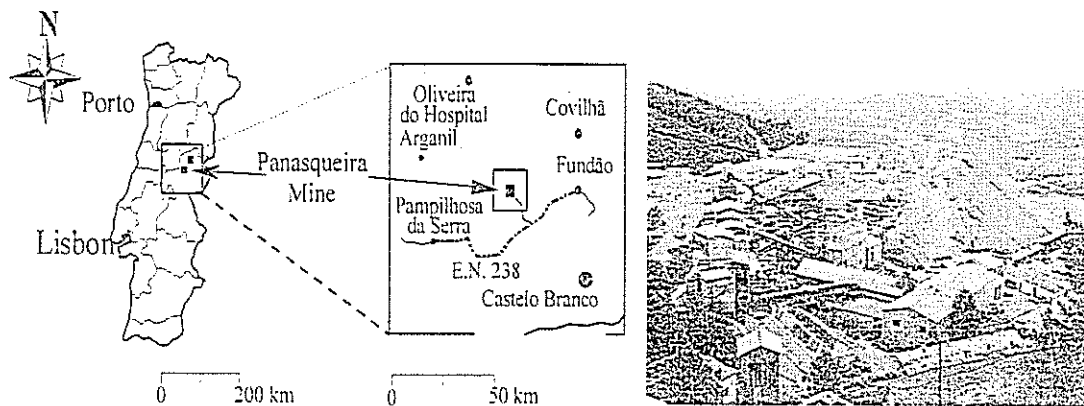 N
Porto
Lisbon
Panasqueira
Mine
Oliveira
do Hospital
Arganil
Covilhã
Fundão
Pampilhosa
da Serra
E.N. 238
Castelo Branco
0 200 km
0 50 km